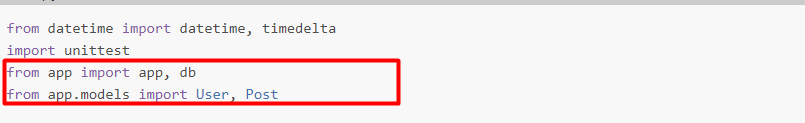 from datetime import datetime, timedelta
import unittest
from app import app, db
from app.models import User, Post